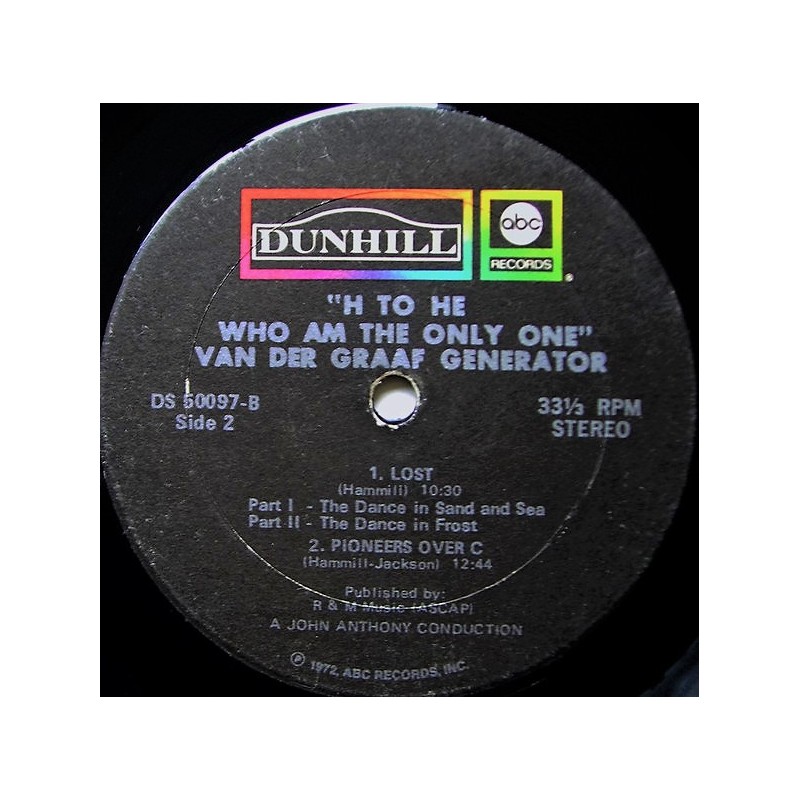 DUNHILL abc
RECORDS ®
"H TO HE
WHO AM THE ONLY ONE"
VAN DER GRAAF GENERATOR
DS 50097-B 33⅓ RPM
Side 2 STEREO
1. LOST
(Hammill) 10:30
Part I - The Dance in Sand and Sea
Part II - The Dance in Frost
2. PIONEERS OVER C
(Hammill-Jackson) 12:44
Published by:
R & M Music (ASCAP)
A JOHN ANTHONY CONDUCTION
℗ 1972, ABC RECORDS, INC.